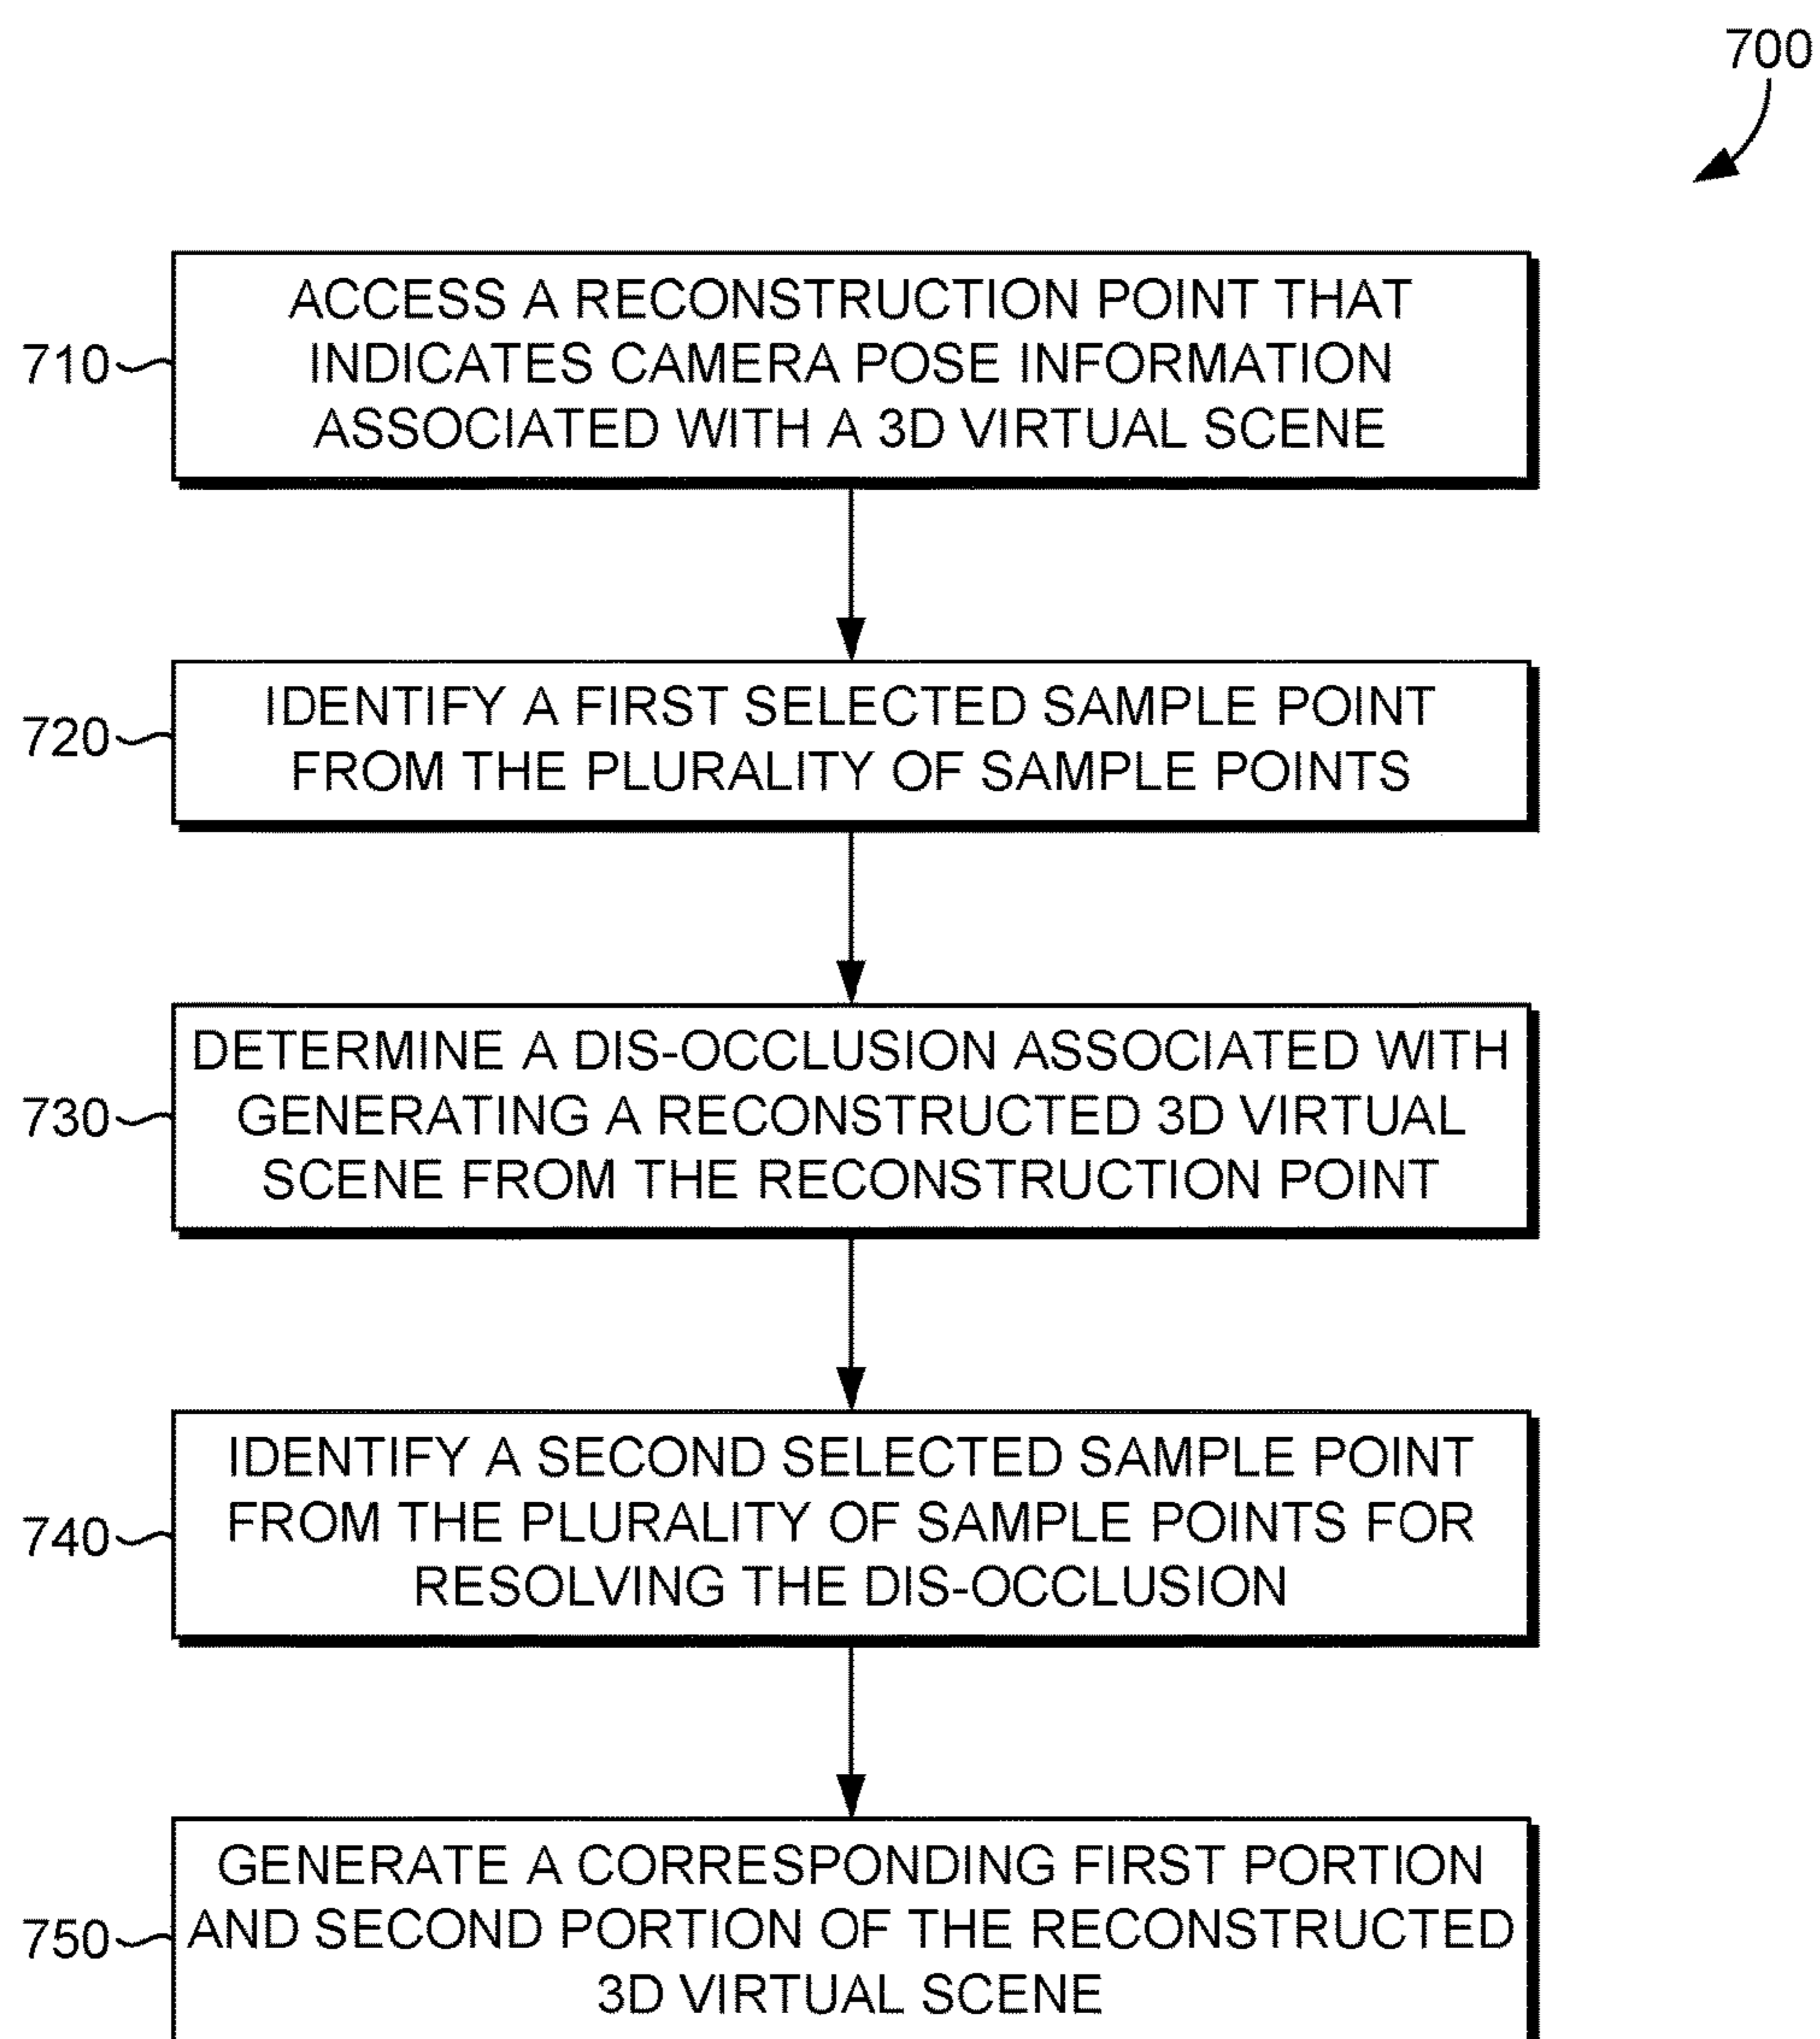 700
710
ACCESS A RECONSTRUCTION POINT THAT
INDICATES CAMERA POSE INFORMATION
ASSOCIATED WITH A 3D VIRTUAL SCENE
720
IDENTIFY A FIRST SELECTED SAMPLE POINT
FROM THE PLURALITY OF SAMPLE POINTS
730
DETERMINE A DIS-OCCLUSION ASSOCIATED WITH
GENERATING A RECONSTRUCTED 3D VIRTUAL
SCENE FROM THE RECONSTRUCTION POINT
740
IDENTIFY A SECOND SELECTED SAMPLE POINT
FROM THE PLURALITY OF SAMPLE POINTS FOR
RESOLVING THE DIS-OCCLUSION
750
GENERATE A CORRESPONDING FIRST PORTION
AND SECOND PORTION OF THE RECONSTRUCTED
3D VIRTUAL SCENE